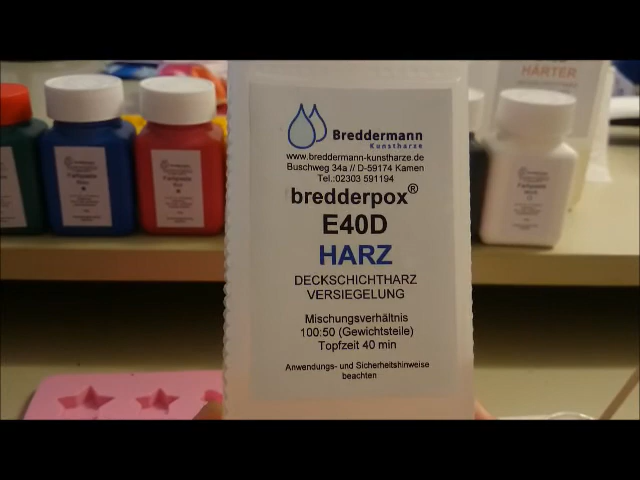 HÄRTER
Breddermann
Kunstharze
www.breddermann-kunstharze.de
Buschweg 34a // D-59174 Kamen
Tel.:02303 591194
bredderpox®
E40D
HARZ
DECKSCHICHTHARZ
VERSIEGELUNG
Mischungsverhältnis
100:50 (Gewichtsteile)
Topfzeit 40 min
Anwendungs- und Sicherheitshinweise
beachten